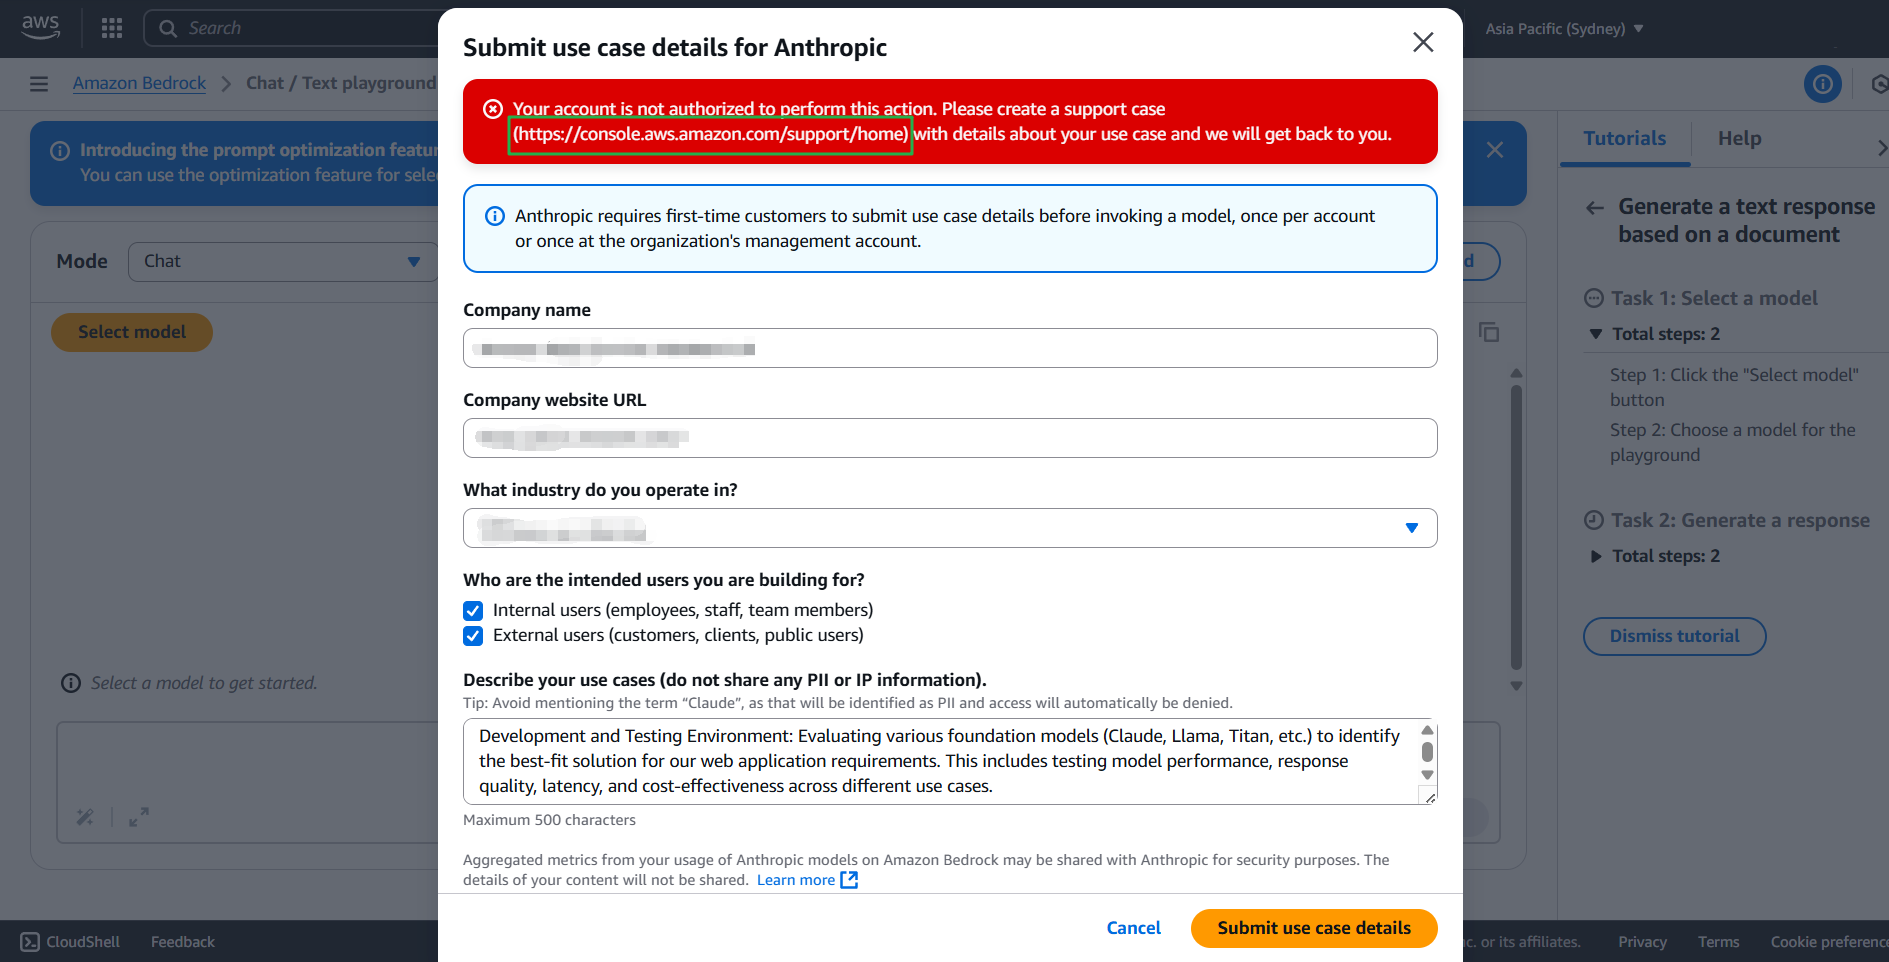 aws
Search
Asia Pacific (Sydney)
Amazon Bedrock
Chat / Text playground
Introducing the prompt optimization featur
You can use the optimization feature for sele
Mode
Chat
d
Select model
Select a model to get started.
Submit use case details for Anthropic
Your account is not authorized to perform this action. Please create a support case
(https://console.aws.amazon.com/support/home) with details about your use case and we will get back to you.
Anthropic requires first-time customers to submit use case details before invoking a model, once per account
or once at the organization's management account.
Company name
Company website URL
What industry do you operate in?
Who are the intended users you are building for?
Internal users (employees, staff, team members)
External users (customers, clients, public users)
Describe your use cases (do not share any PII or IP information).
Tip: Avoid mentioning the term “Claude”, as that will be identified as PII and access will automatically be denied.
Development and Testing Environment: Evaluating various foundation models (Claude, Llama, Titan, etc.) to identify
the best-fit solution for our web application requirements. This includes testing model performance, response
quality, latency, and cost-effectiveness across different use cases.
Maximum 500 characters
Aggregated metrics from your usage of Anthropic models on Amazon Bedrock may be shared with Anthropic for security purposes. The
details of your content will not be shared. Learn more
Cancel
Submit use case details
Tutorials
Help
Generate a text response
based on a document
Task 1: Select a model
Total steps: 2
Step 1: Click the "Select model"
button
Step 2: Choose a model for the
playground
Task 2: Generate a response
Total steps: 2
Dismiss tutorial
CloudShell
Feedback
nc. or its affiliates.
Privacy
Terms
Cookie preference